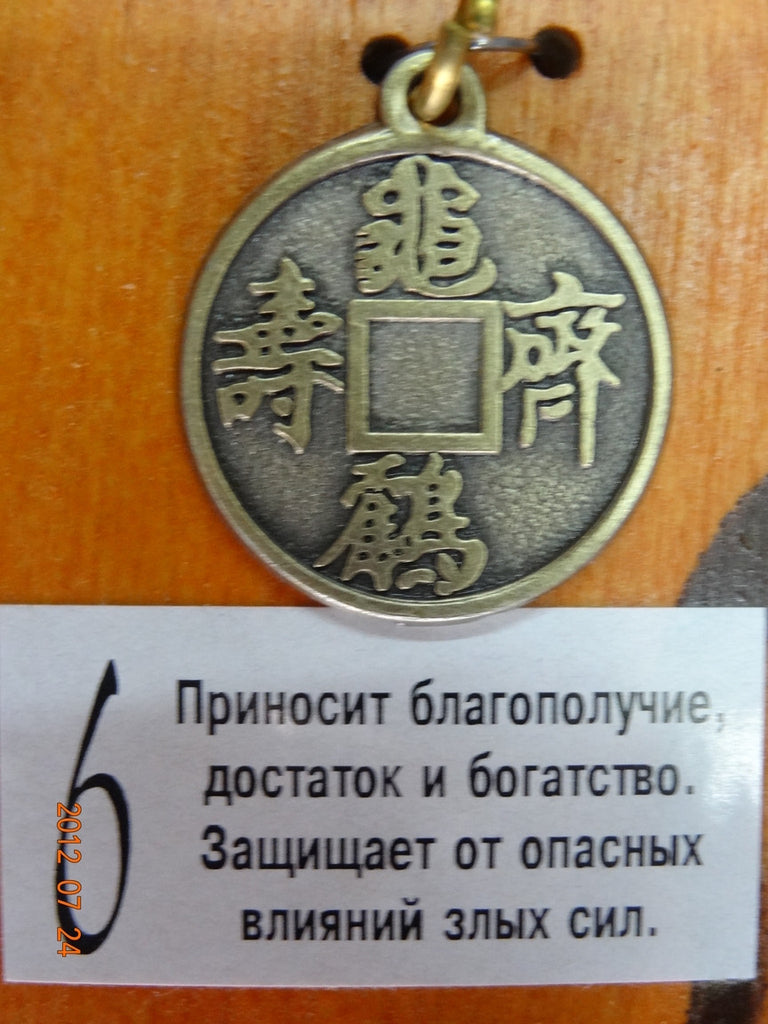 龜
壽 齊
鶴
6
Приносит благополучие,
достаток и богатство.
Защищает от опасных
влияний злых сил.
2012 07 24